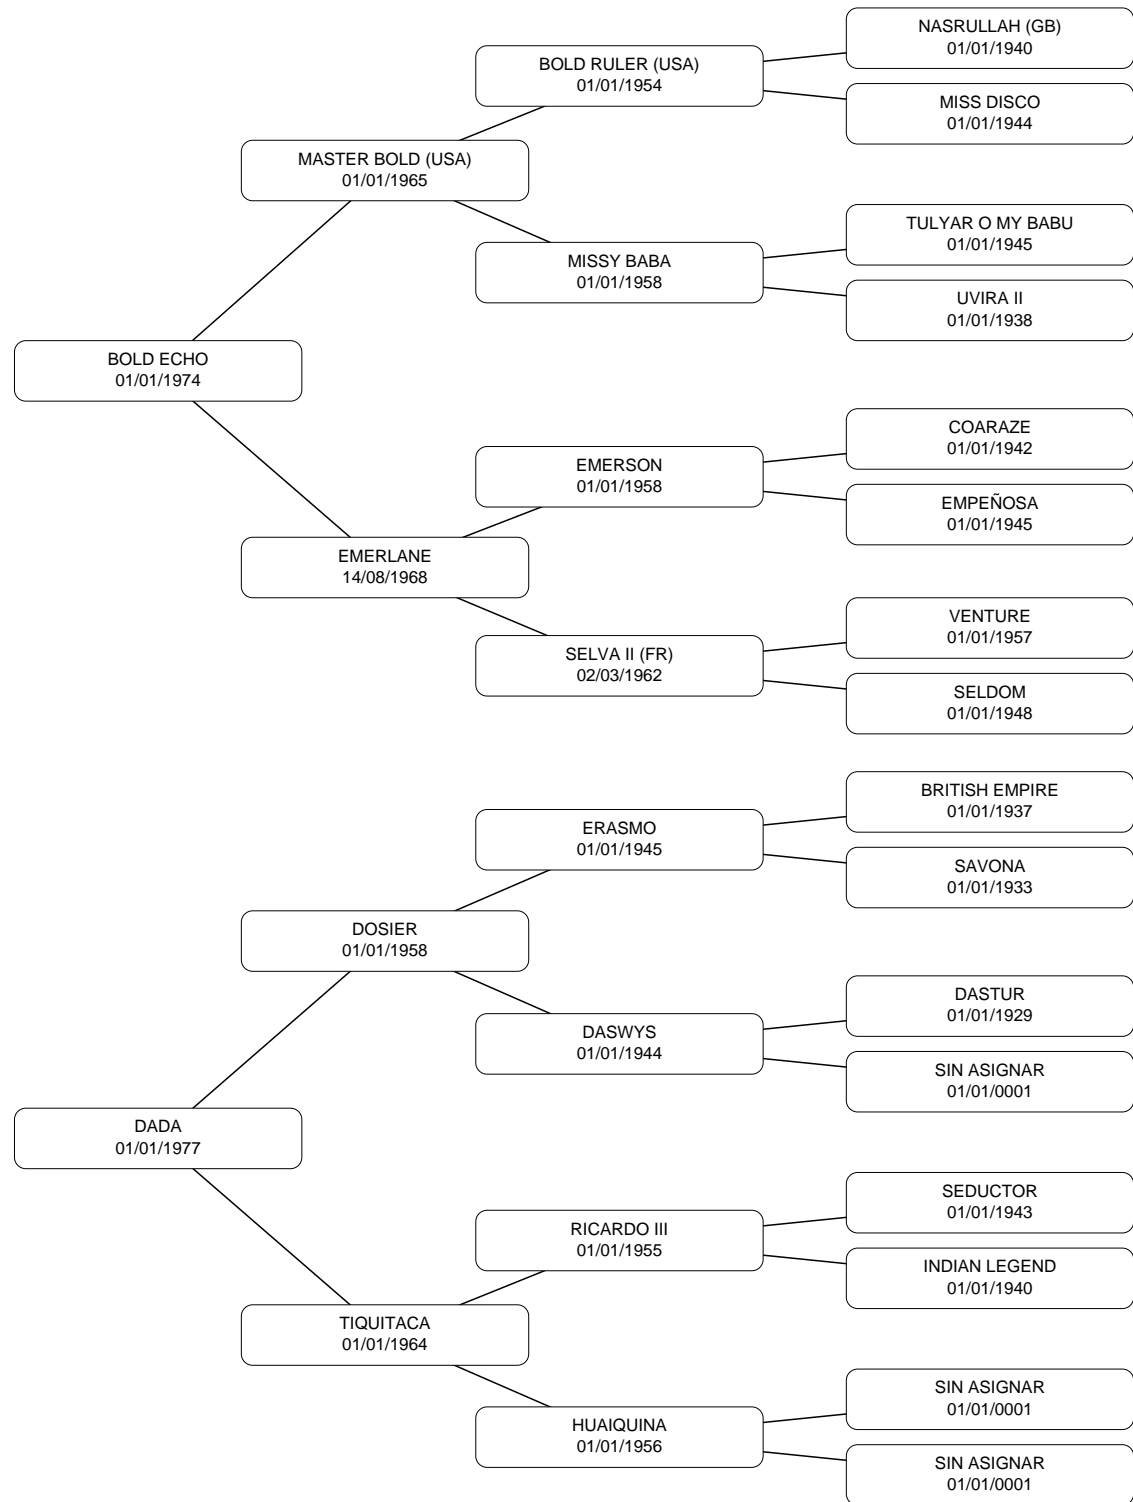 NASRULLAH (GB)
01/01/1940
BOLD RULER (USA)
01/01/1954
MISS DISCO
01/01/1944
MASTER BOLD (USA)
01/01/1965
TULYAR O MY BABU
01/01/1945
MISSY BABA
01/01/1958
UVIRA II
01/01/1938
BOLD ECHO
01/01/1974
COARAZE
01/01/1942
EMERSON
01/01/1958
EMPEÑOSA
01/01/1945
EMERLANE
14/08/1968
VENTURE
01/01/1957
SELVA II (FR)
02/03/1962
SELDOM
01/01/1948
BRITISH EMPIRE
01/01/1937
ERASMO
01/01/1945
SAVONA
01/01/1933
DOSIER
01/01/1958
DASTUR
01/01/1929
DASWYS
01/01/1944
SIN ASIGNAR
01/01/0001
DADA
01/01/1977
SEDUCTOR
01/01/1943
RICARDO III
01/01/1955
INDIAN LEGEND
01/01/1940
TIQUITACA
01/01/1964
SIN ASIGNAR
01/01/0001
HUAIQUINA
01/01/1956
SIN ASIGNAR
01/01/0001